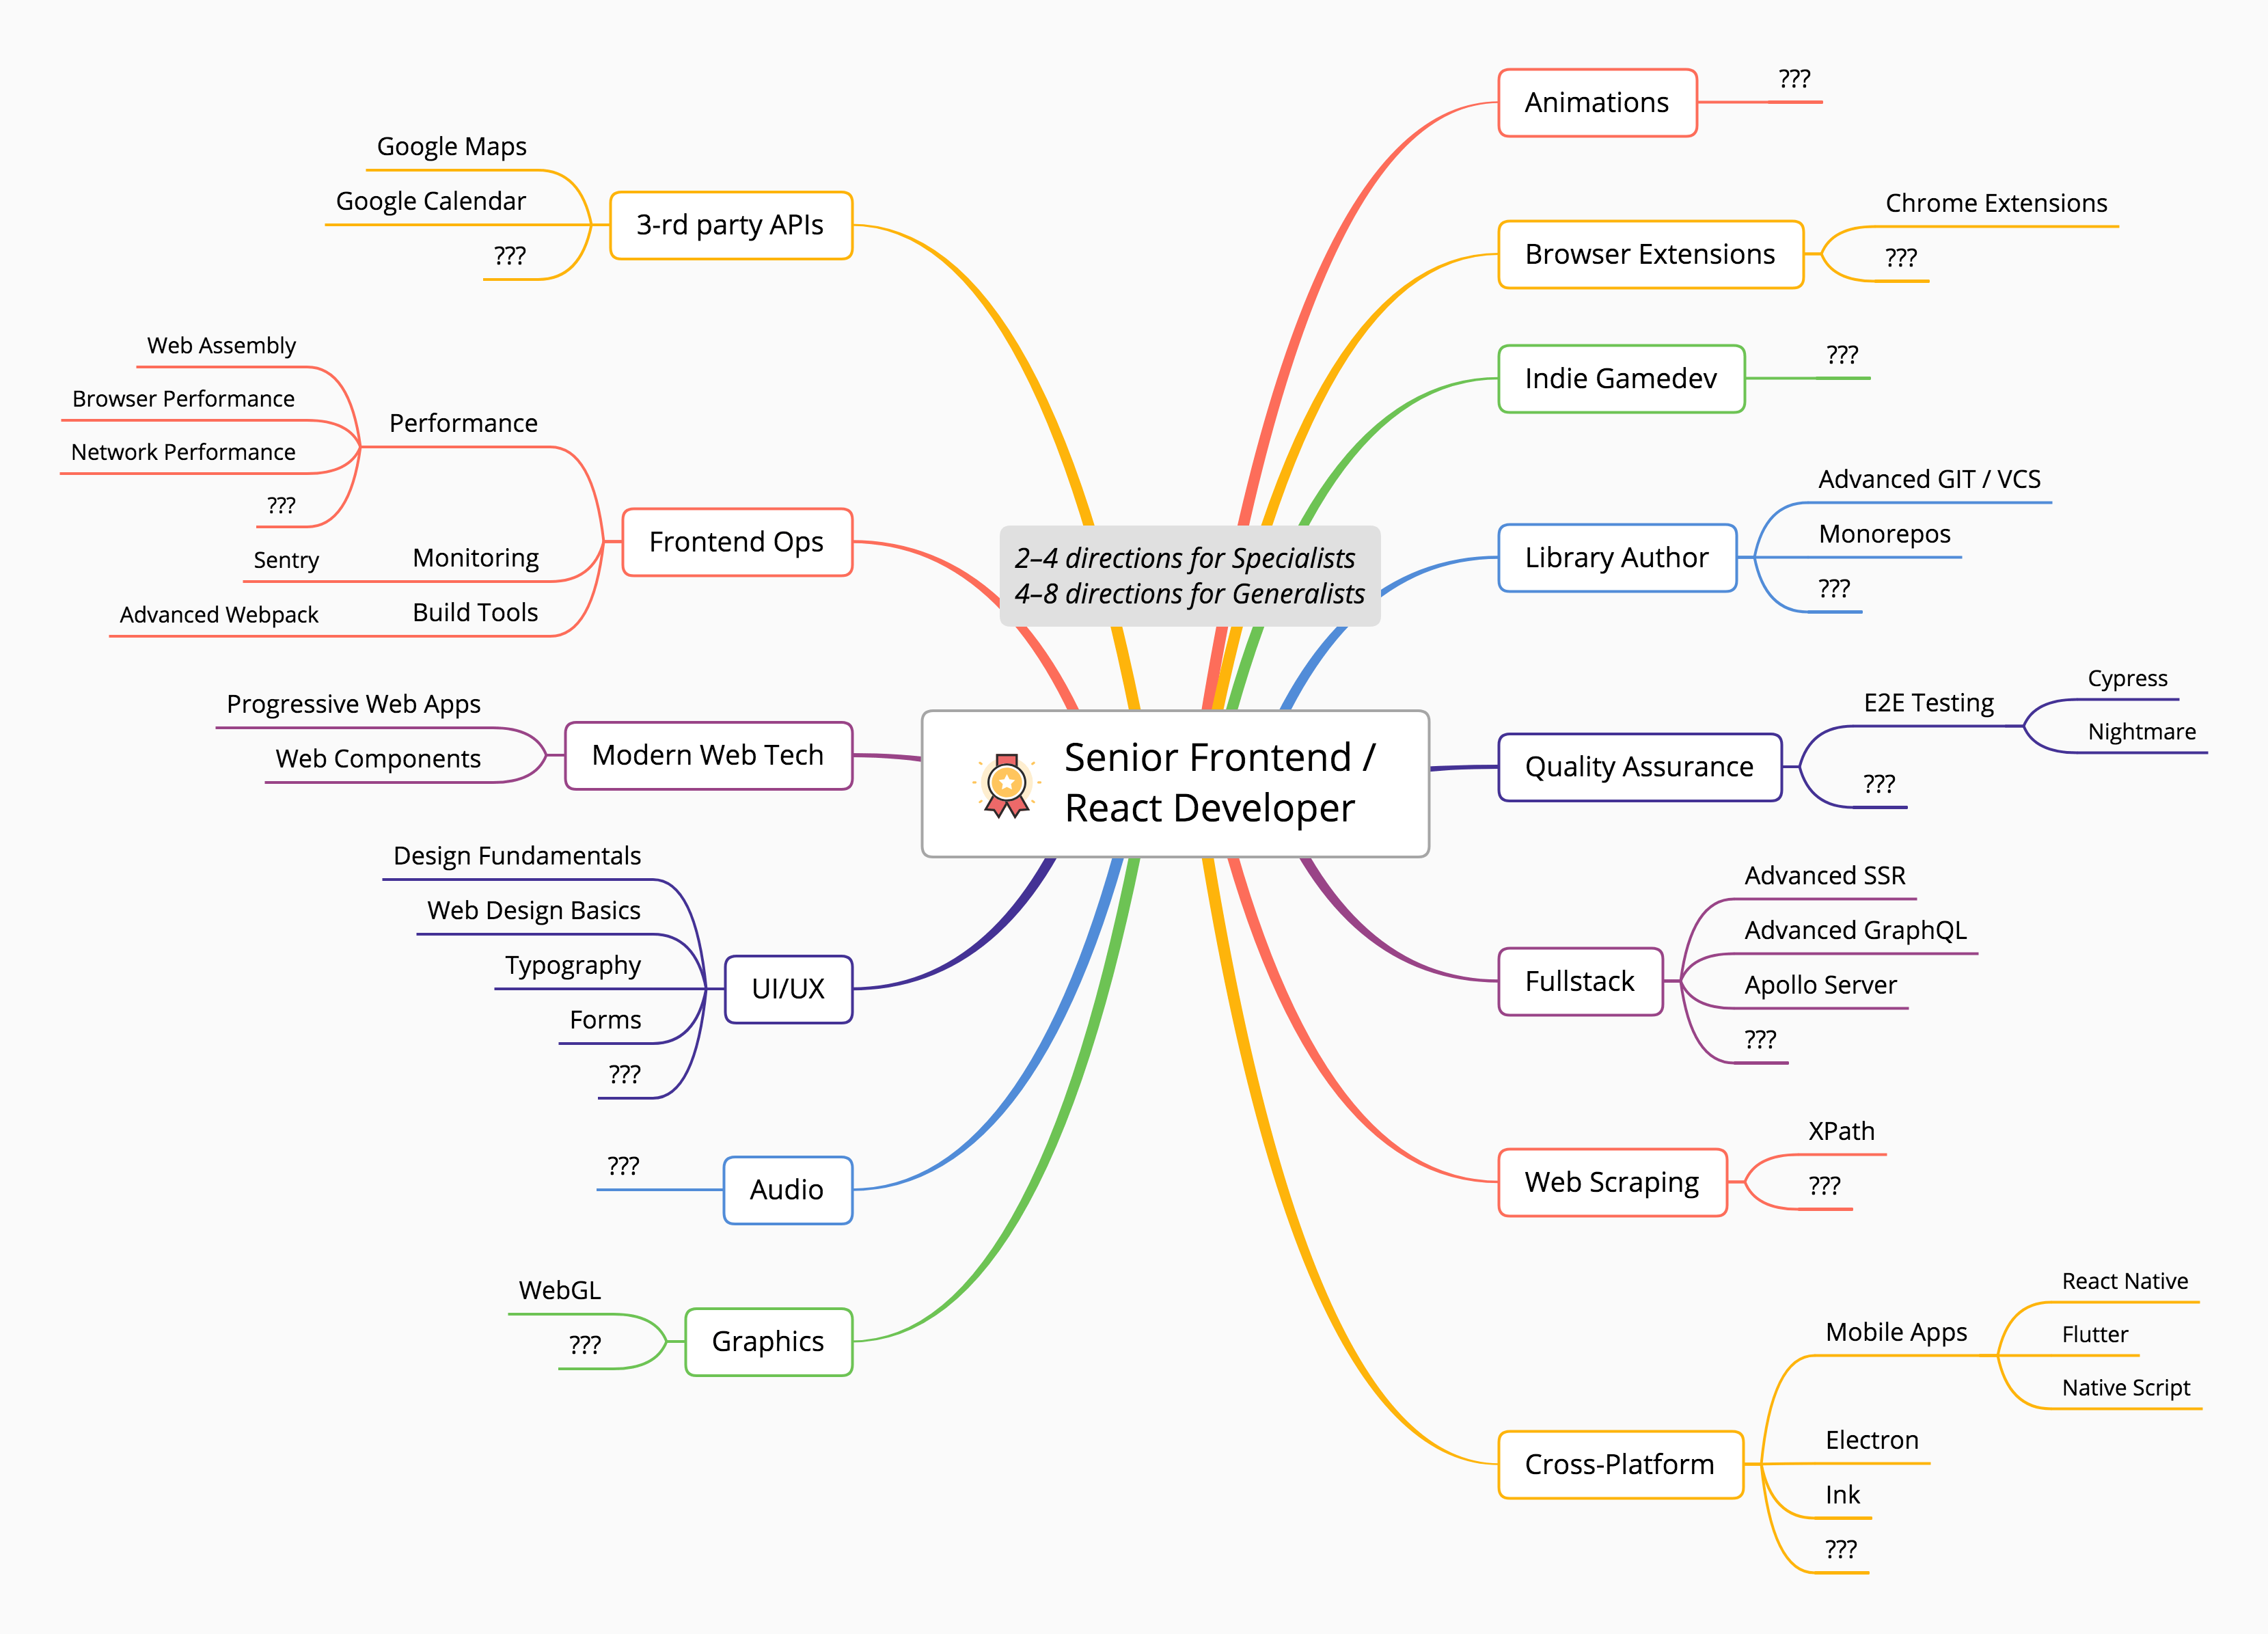 Senior Frontend /
React Developer
2–4 directions for Specialists
4–8 directions for Generalists
3-rd party APIs
Google Maps
Google Calendar
???
Frontend Ops
Performance
Web Assembly
Browser Performance
Network Performance
???
Monitoring
Sentry
Build Tools
Advanced Webpack
Modern Web Tech
Progressive Web Apps
Web Components
UI/UX
Design Fundamentals
Web Design Basics
Typography
Forms
???
Audio
???
Graphics
WebGL
???
Animations
???
Browser Extensions
Chrome Extensions
???
Indie Gamedev
???
Library Author
Advanced GIT / VCS
Monorepos
???
Quality Assurance
E2E Testing
Cypress
Nightmare
???
Fullstack
Advanced SSR
Advanced GraphQL
Apollo Server
???
Web Scraping
XPath
???
Cross-Platform
Mobile Apps
React Native
Flutter
Native Script
Electron
Ink
???